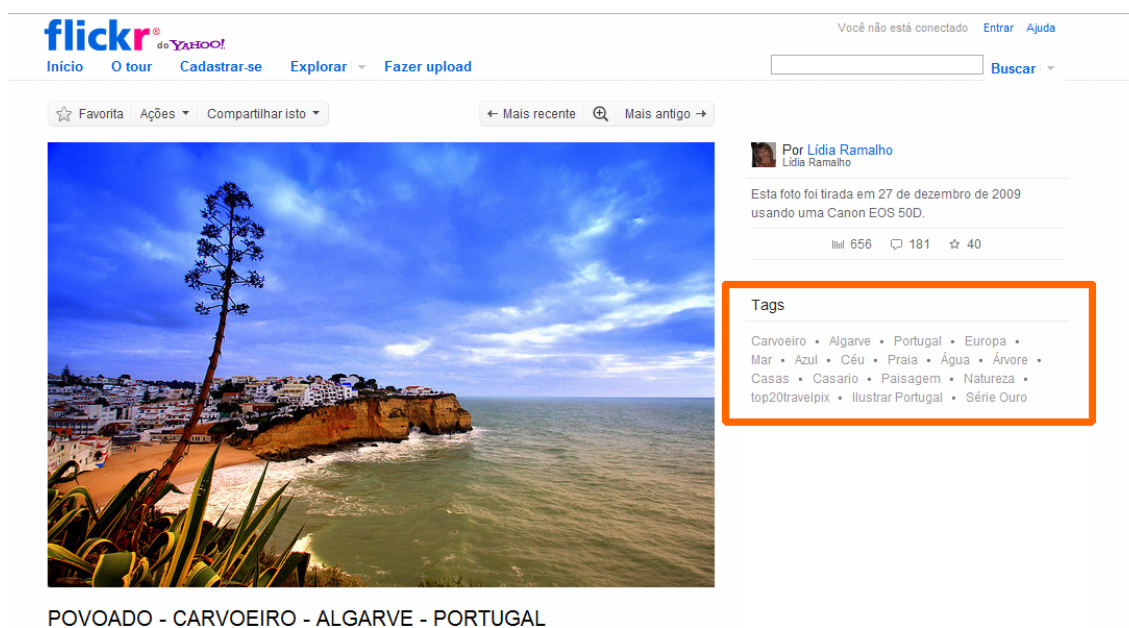 flickr® do YAHOO!
Você não está conectado Entrar Ajuda
Início O tour Cadastrar-se Explorar Fazer upload
Buscar
Favorita Ações Compartilhar isto
← Mais recente Mais antigo →
Por Lídia Ramalho
Lídia Ramalho
Esta foto foi tirada em 27 de dezembro de 2009
usando uma Canon EOS 50D.
656 181 40
Tags
Carvoeiro • Algarve • Portugal • Europa •
Mar • Azul • Céu • Praia • Água • Árvore •
Casas • Casario • Paisagem • Natureza •
top20travelpix • Ilustrar Portugal • Série Ouro
POVOADO - CARVOEIRO - ALGARVE - PORTUGAL